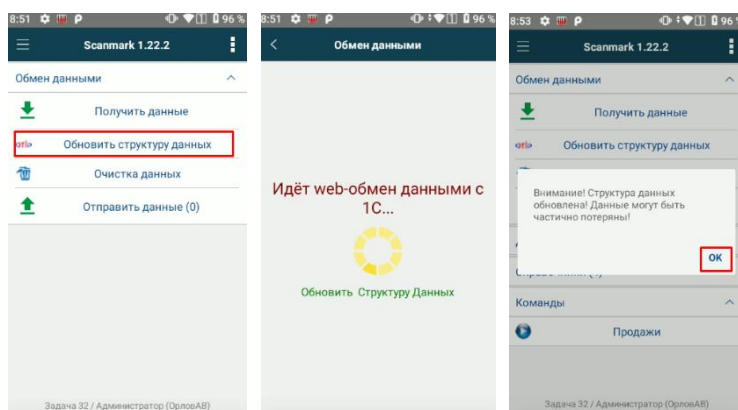 8:51 P 96 %
Scanmark 1.22.2
Обмен данными
Получить данные
Обновить структуру данных
Очистка данных
Отправить данные (0)
Задача 32 / Администратор (ОрловАВ)
8:51 P 96 %
Обмен данными
Идёт web-обмен данными с
1С...
Обновить Структуру Данных
8:53 P 96
Scanmark 1.22.2
Обмен данными
Получить данные
Обновить структуру данных
Внимание! Структура данных
обновлена! Данные могут быть
частично потеряны!
ОК
Команды
Продажи
Задача 32 / Администратор (ОрловАВ)